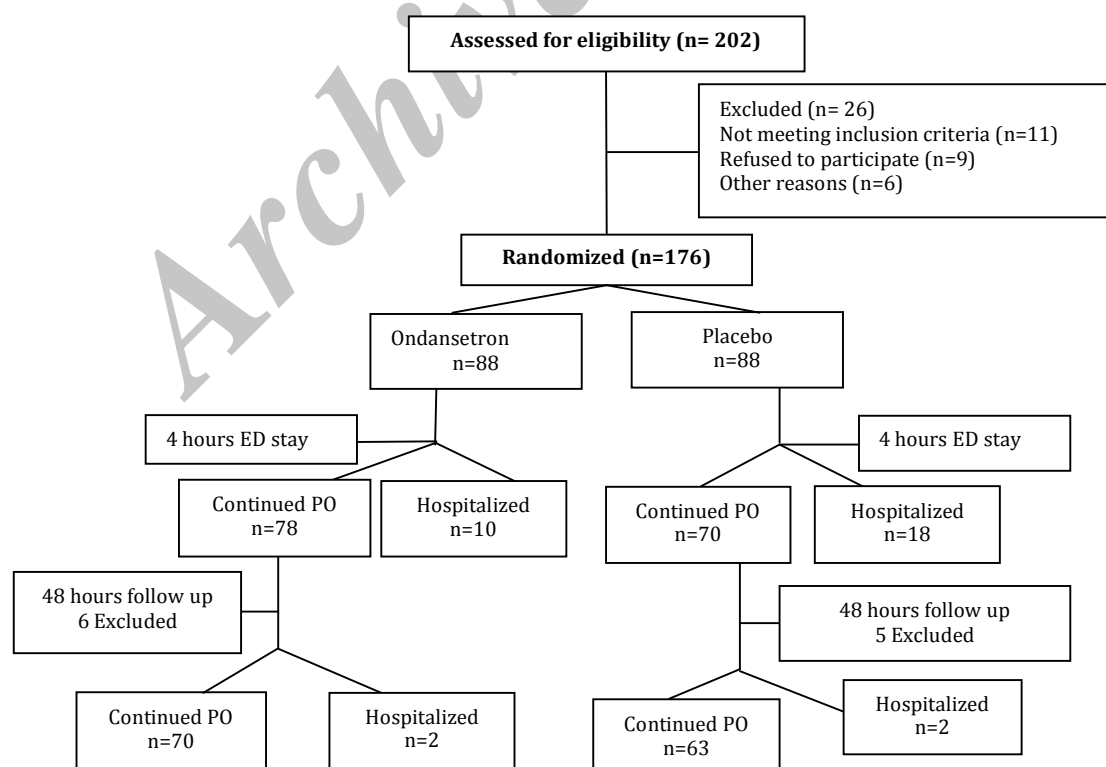 Assessed for eligibility (n= 202)
Excluded (n= 26)
Not meeting inclusion criteria (n=11)
Refused to participate (n=9)
Other reasons (n=6)
Randomized (n=176)
Ondansetron
n=88
Placebo
n=88
4 hours ED stay
4 hours ED stay
Continued PO
n=78
Hospitalized
n=10
Continued PO
n=70
Hospitalized
n=18
48 hours follow up
6 Excluded
48 hours follow up
5 Excluded
Continued PO
n=70
Hospitalized
n=2
Continued PO
n=63
Hospitalized
n=2